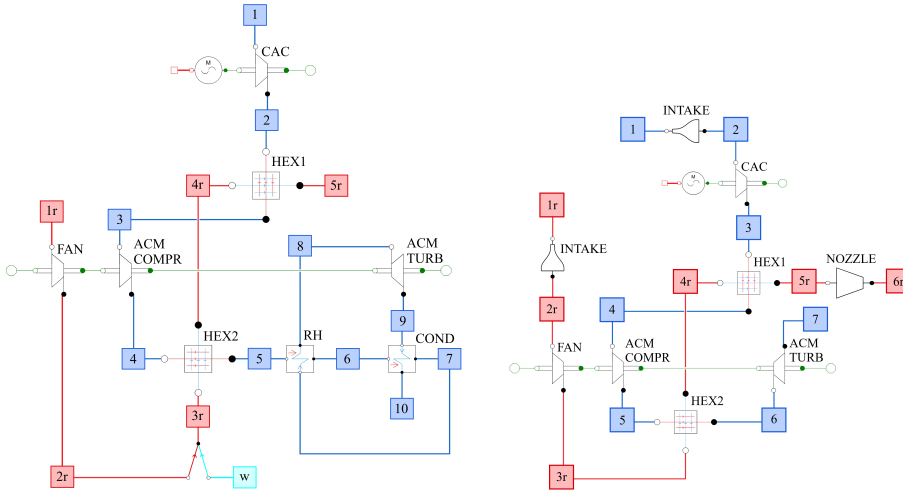 1
CAC
M
2
HEX1
4r
5r
1r
3
FAN
ACM
COMPR
8
ACM
TURB
9
HEX2
RH
COND
4
5
6
7
3r
10
2r
w
INTAKE
1
2
CAC
M
3
1r
INTAKE
HEX1
NOZZLE
4r
5r
6r
2r
4
7
FAN
ACM
COMPR
ACM
TURB
HEX2
5
6
3r